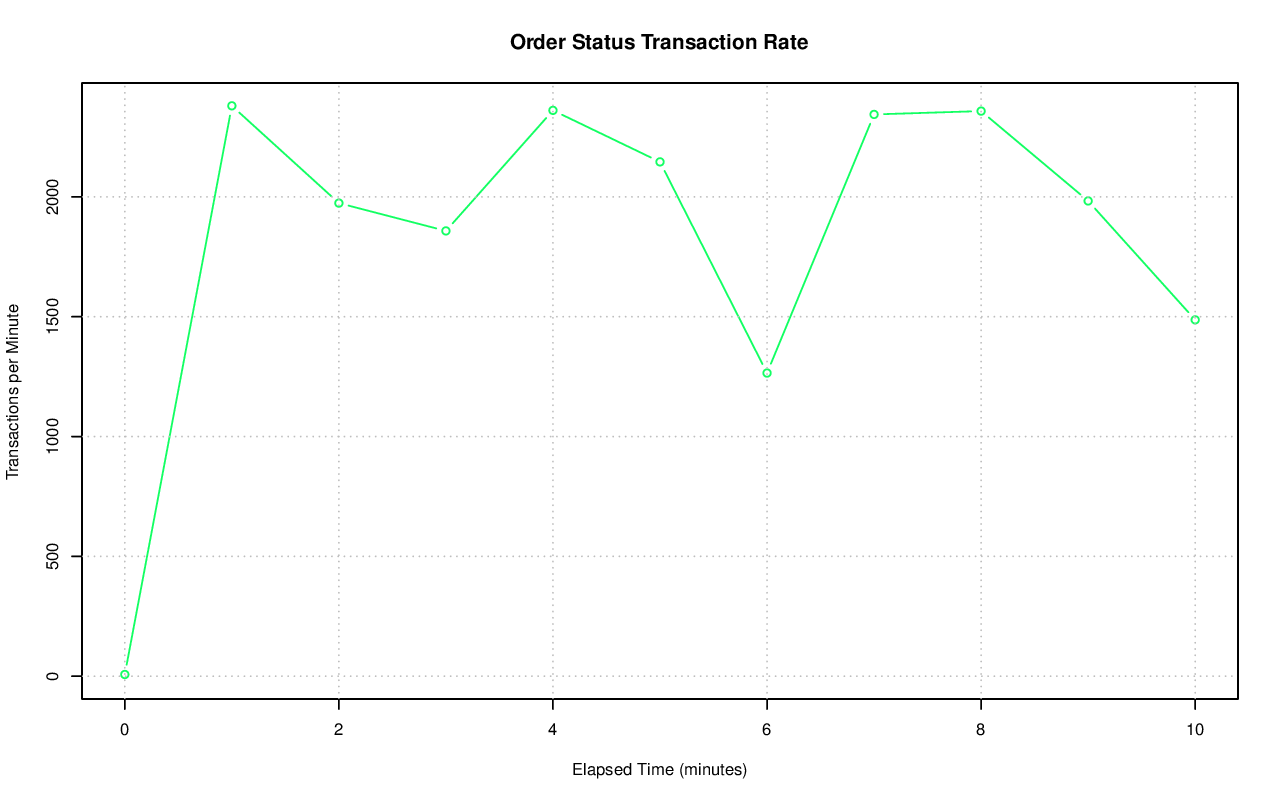 Order Status Transaction Rate
Transactions per Minute
2000
1500
1000
500
0
0 2 4 6 8 10
Elapsed Time (minutes)